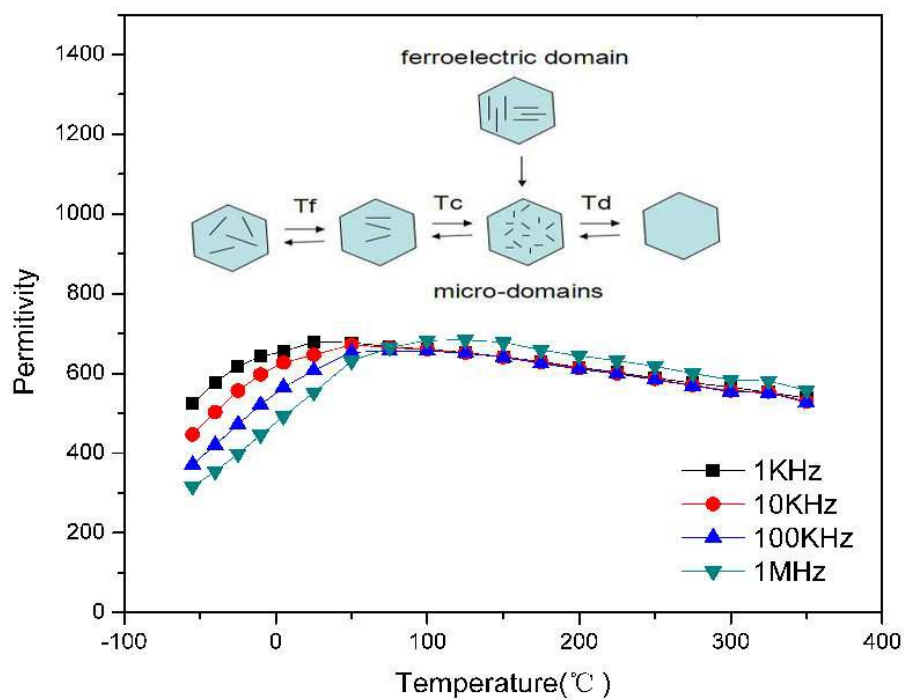 1400
1200
1000
800
600
400
200
0
Permitivity
ferroelectric domain
Tf
Tc
Td
micro-domains
1KHz
10KHz
100KHz
1MHz
-100
0
100
200
300
400
Temperature(℃)